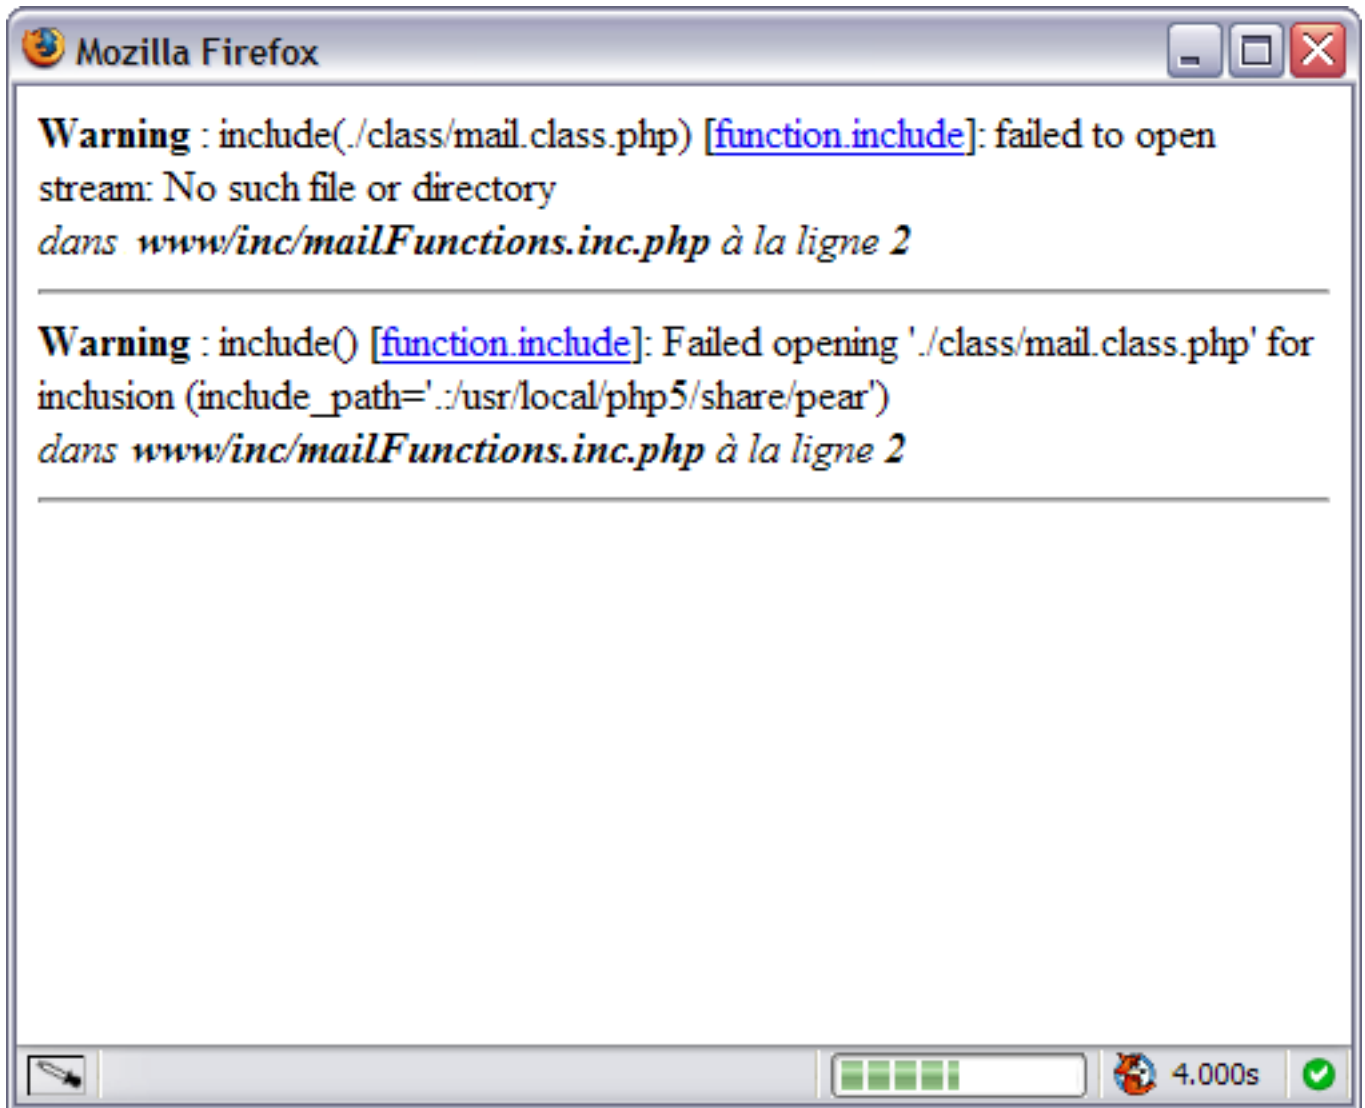 Mozilla Firefox
Warning : include(./class/mail.class.php) [function.include]: failed to open
stream: No such file or directory
dans www/inc/mailFunctions.inc.php à la ligne 2
Warning : include() [function.include]: Failed opening './class/mail.class.php' for
inclusion (include_path='.:/usr/local/php5/share/pear')
dans www/inc/mailFunctions.inc.php à la ligne 2
4.000s